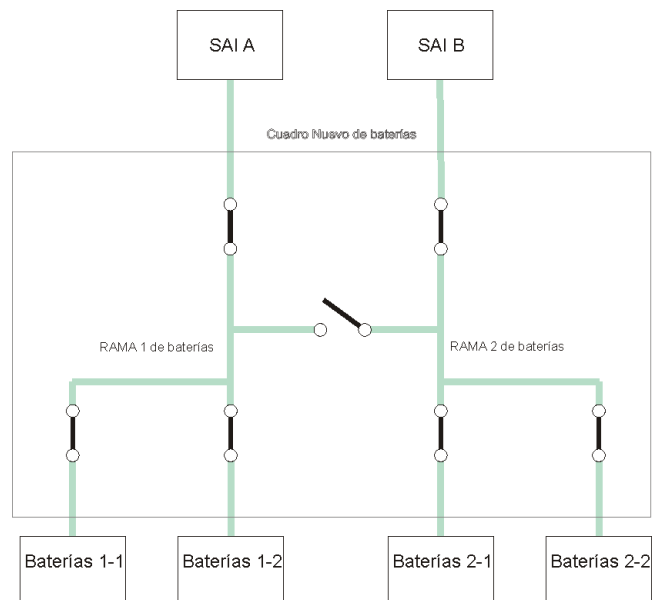 SAI A
SAI B
Cuadro Nuevo de baterías
RAMA 1 de baterías
RAMA 2 de baterías
Baterías 1-1
Baterías 1-2
Baterías 2-1
Baterías 2-2